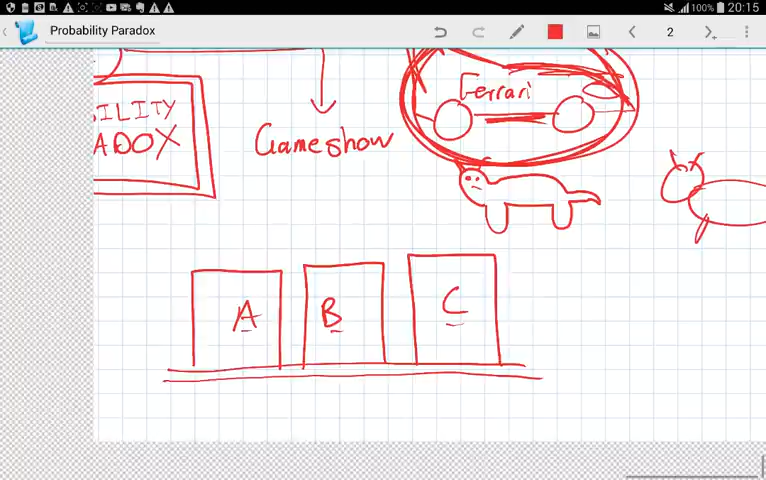 100% 20:15
Probability Paradox
2
Ferrari
ILITY
ADOX
Gameshow
A B C